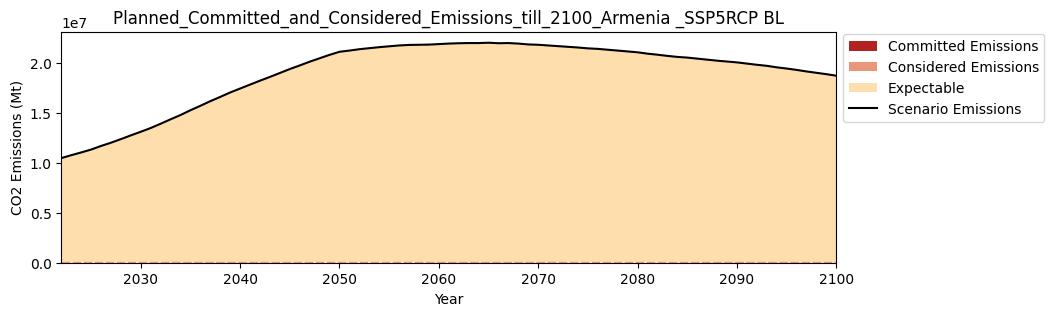 Planned_Committed_and_Considered_Emissions_till_2100_Armenia _SSP5RCP BL
1e7
2.0
1.5
1.0
0.5
0.0
CO2 Emissions (Mt)
2030 2040 2050 2060 2070 2080 2090 2100
Year
Committed Emissions
Considered Emissions
Expectable
Scenario Emissions